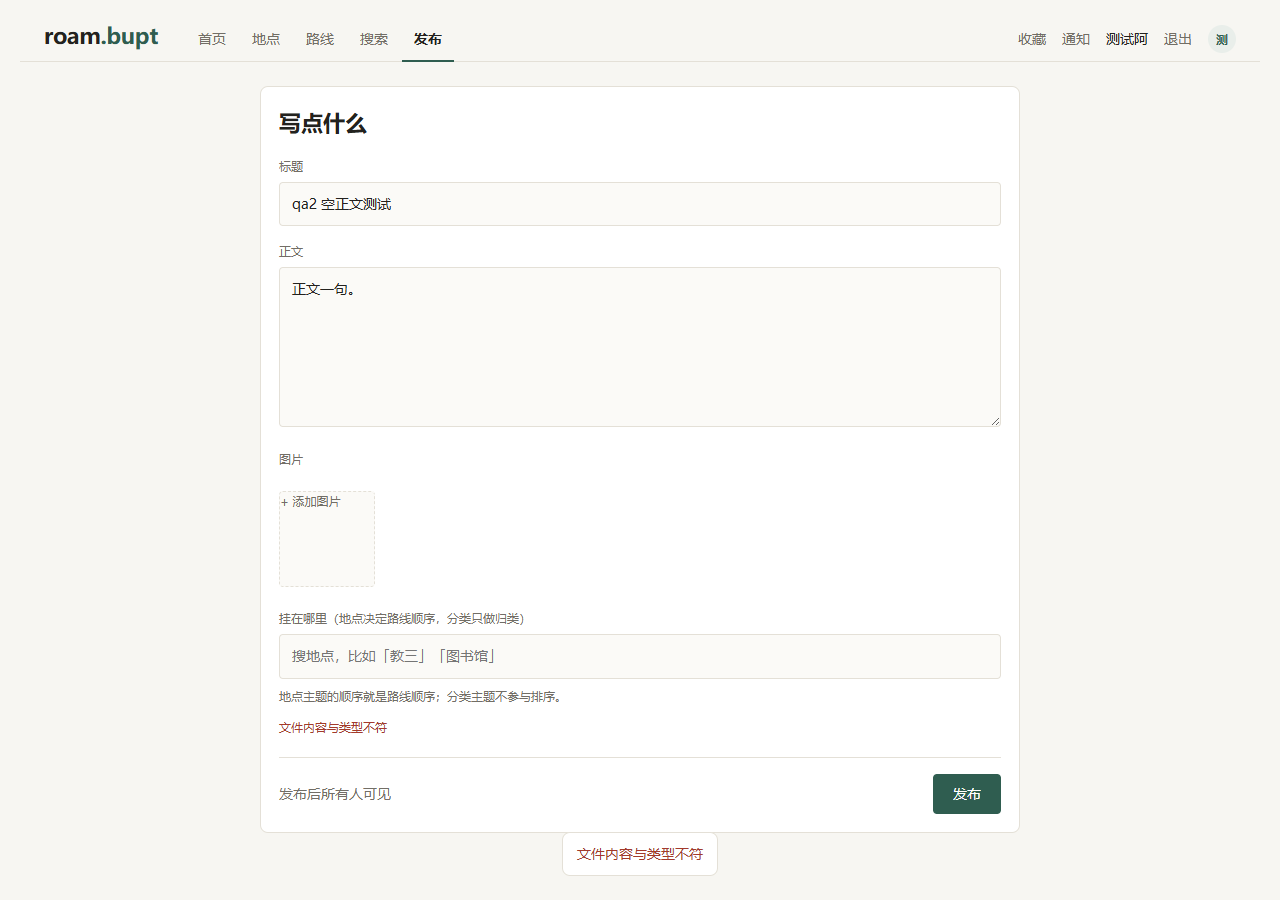 roam.bupt 首页 地点 路线 搜索 发布 收藏 通知 测试阿 退出 测
写点什么
标题
qa2 空正文测试
正文
正文一句。
图片
+ 添加图片
挂在哪里（地点决定路线顺序，分类只做归类）
搜地点，比如「教三」「图书馆」
地点主题的顺序就是路线顺序；分类主题不参与排序。
文件内容与类型不符
发布后所有人可见 发布
文件内容与类型不符